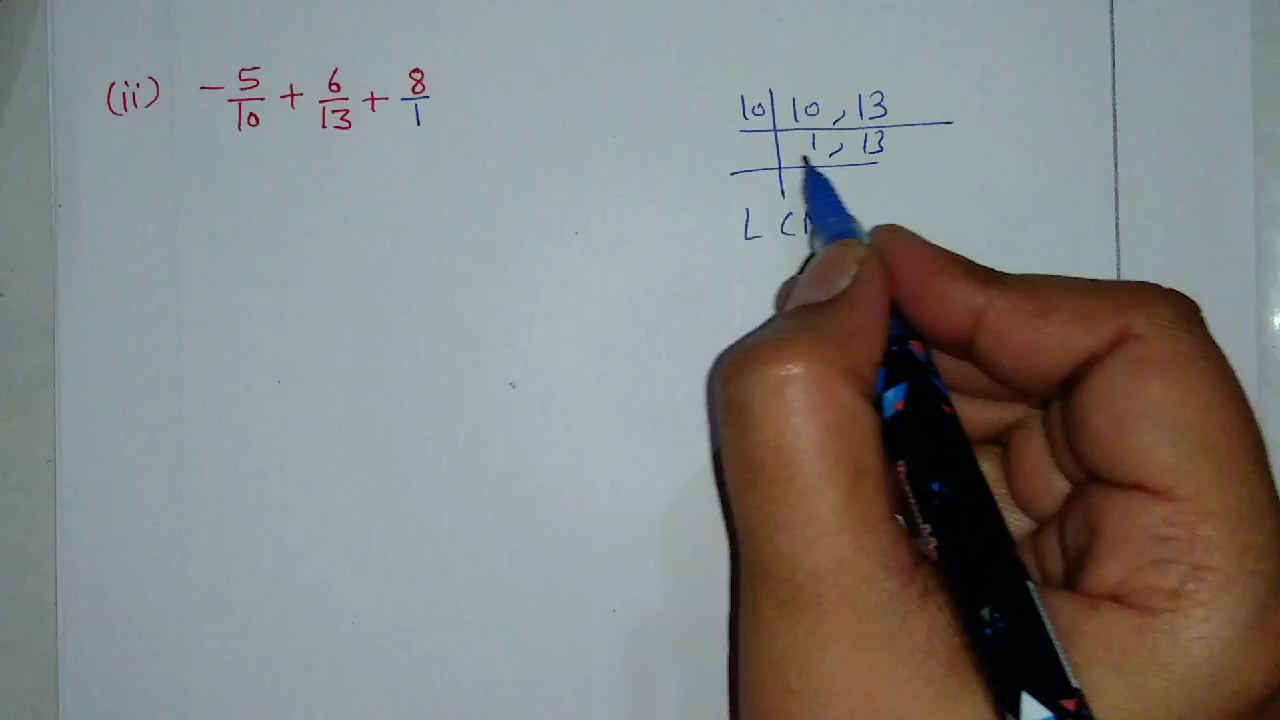 (ii) -5/10 + 6/13 + 8/1
10 | 10 , 13
1 , 13
L C